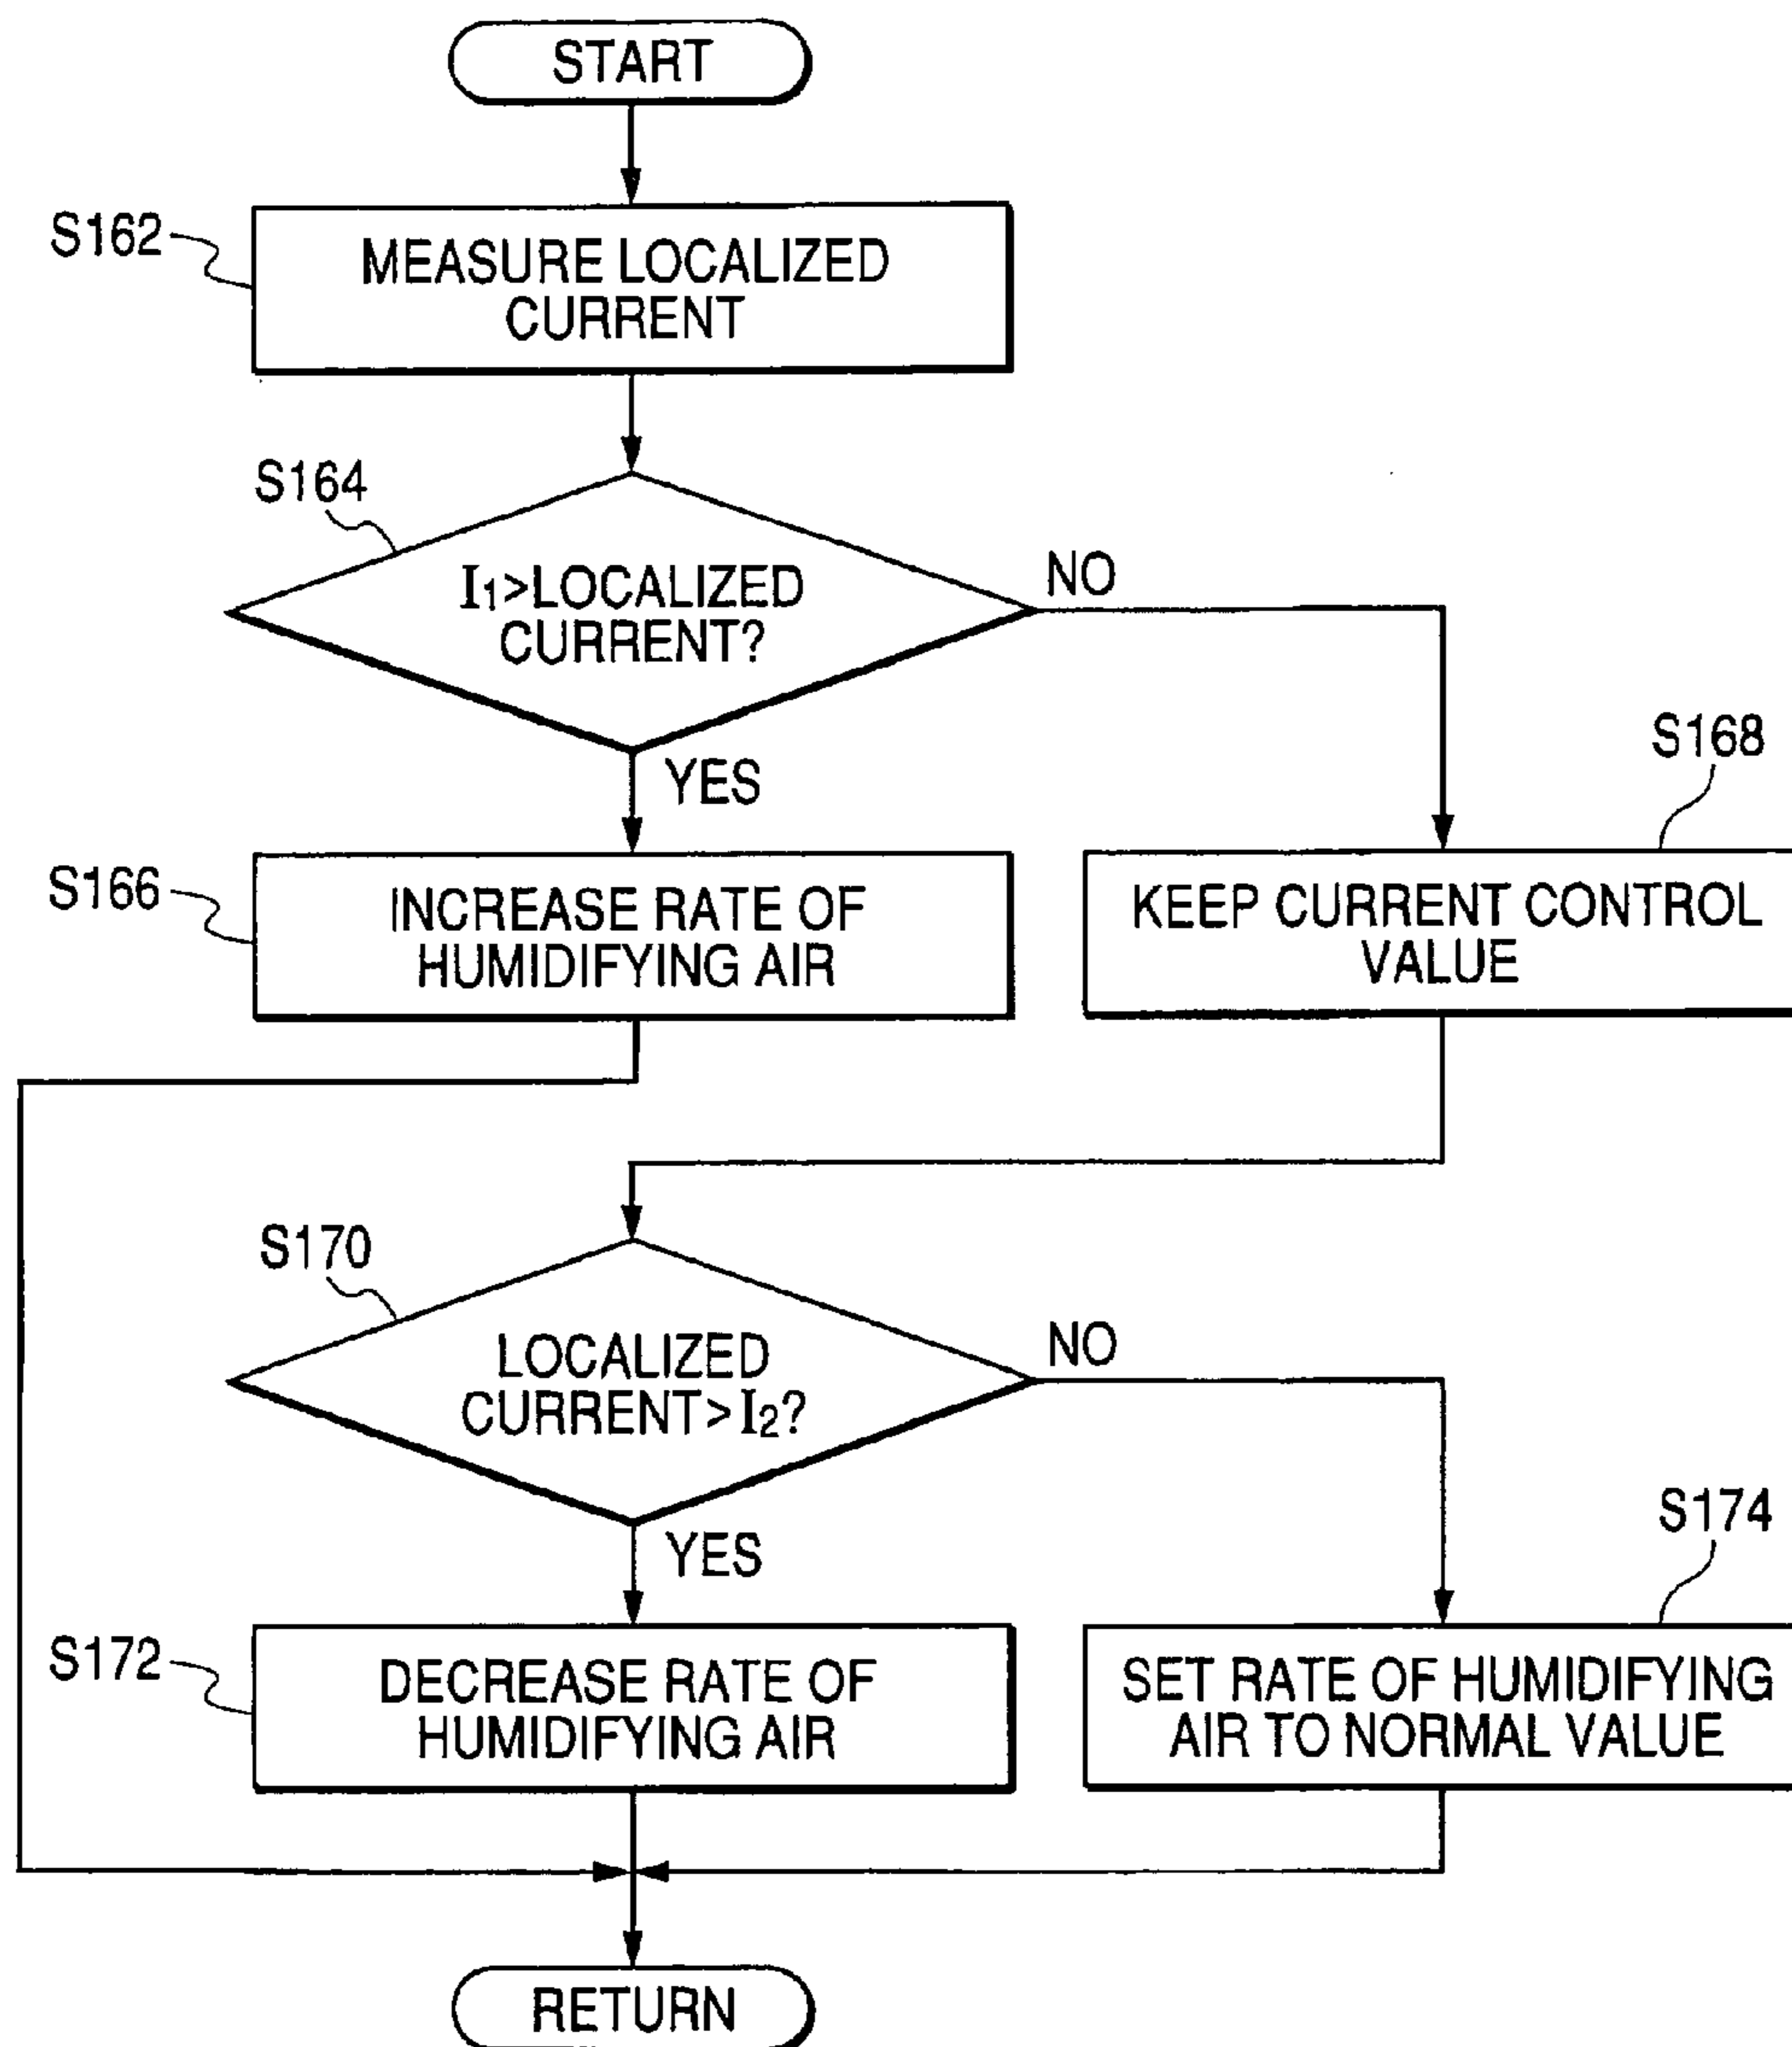 START
S162
MEASURE LOCALIZED
CURRENT
S164
I1>LOCALIZED
CURRENT?
NO
YES
S168
S166
INCREASE RATE OF
HUMIDIFYING AIR
KEEP CURRENT CONTROL
VALUE
S170
LOCALIZED
CURRENT>I2?
NO
YES
S174
S172
DECREASE RATE OF
HUMIDIFYING AIR
SET RATE OF HUMIDIFYING
AIR TO NORMAL VALUE
RETURN